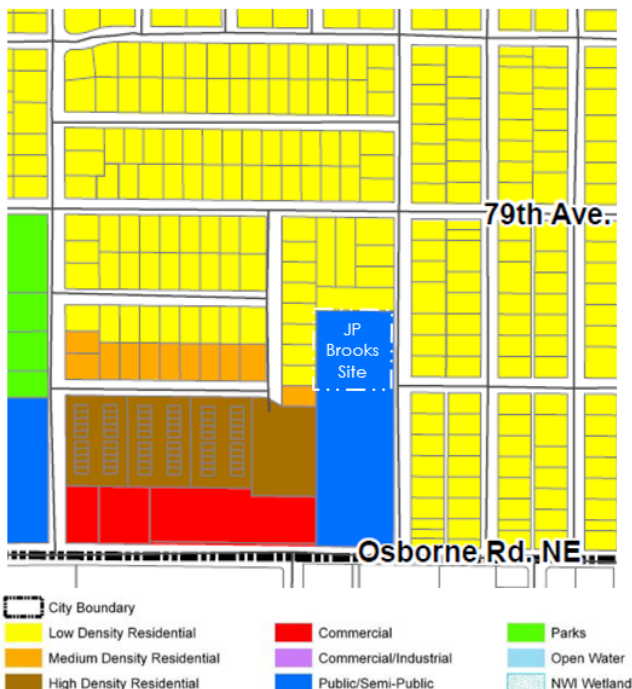 79th Ave.
JP
Brooks
Site
Osborne Rd. NE
City Boundary
Low Density Residential
Commercial
Parks
Medium Density Residential
Commercial/Industrial
Open Water
High Density Residential
Public/Semi-Public
NWI Wetland